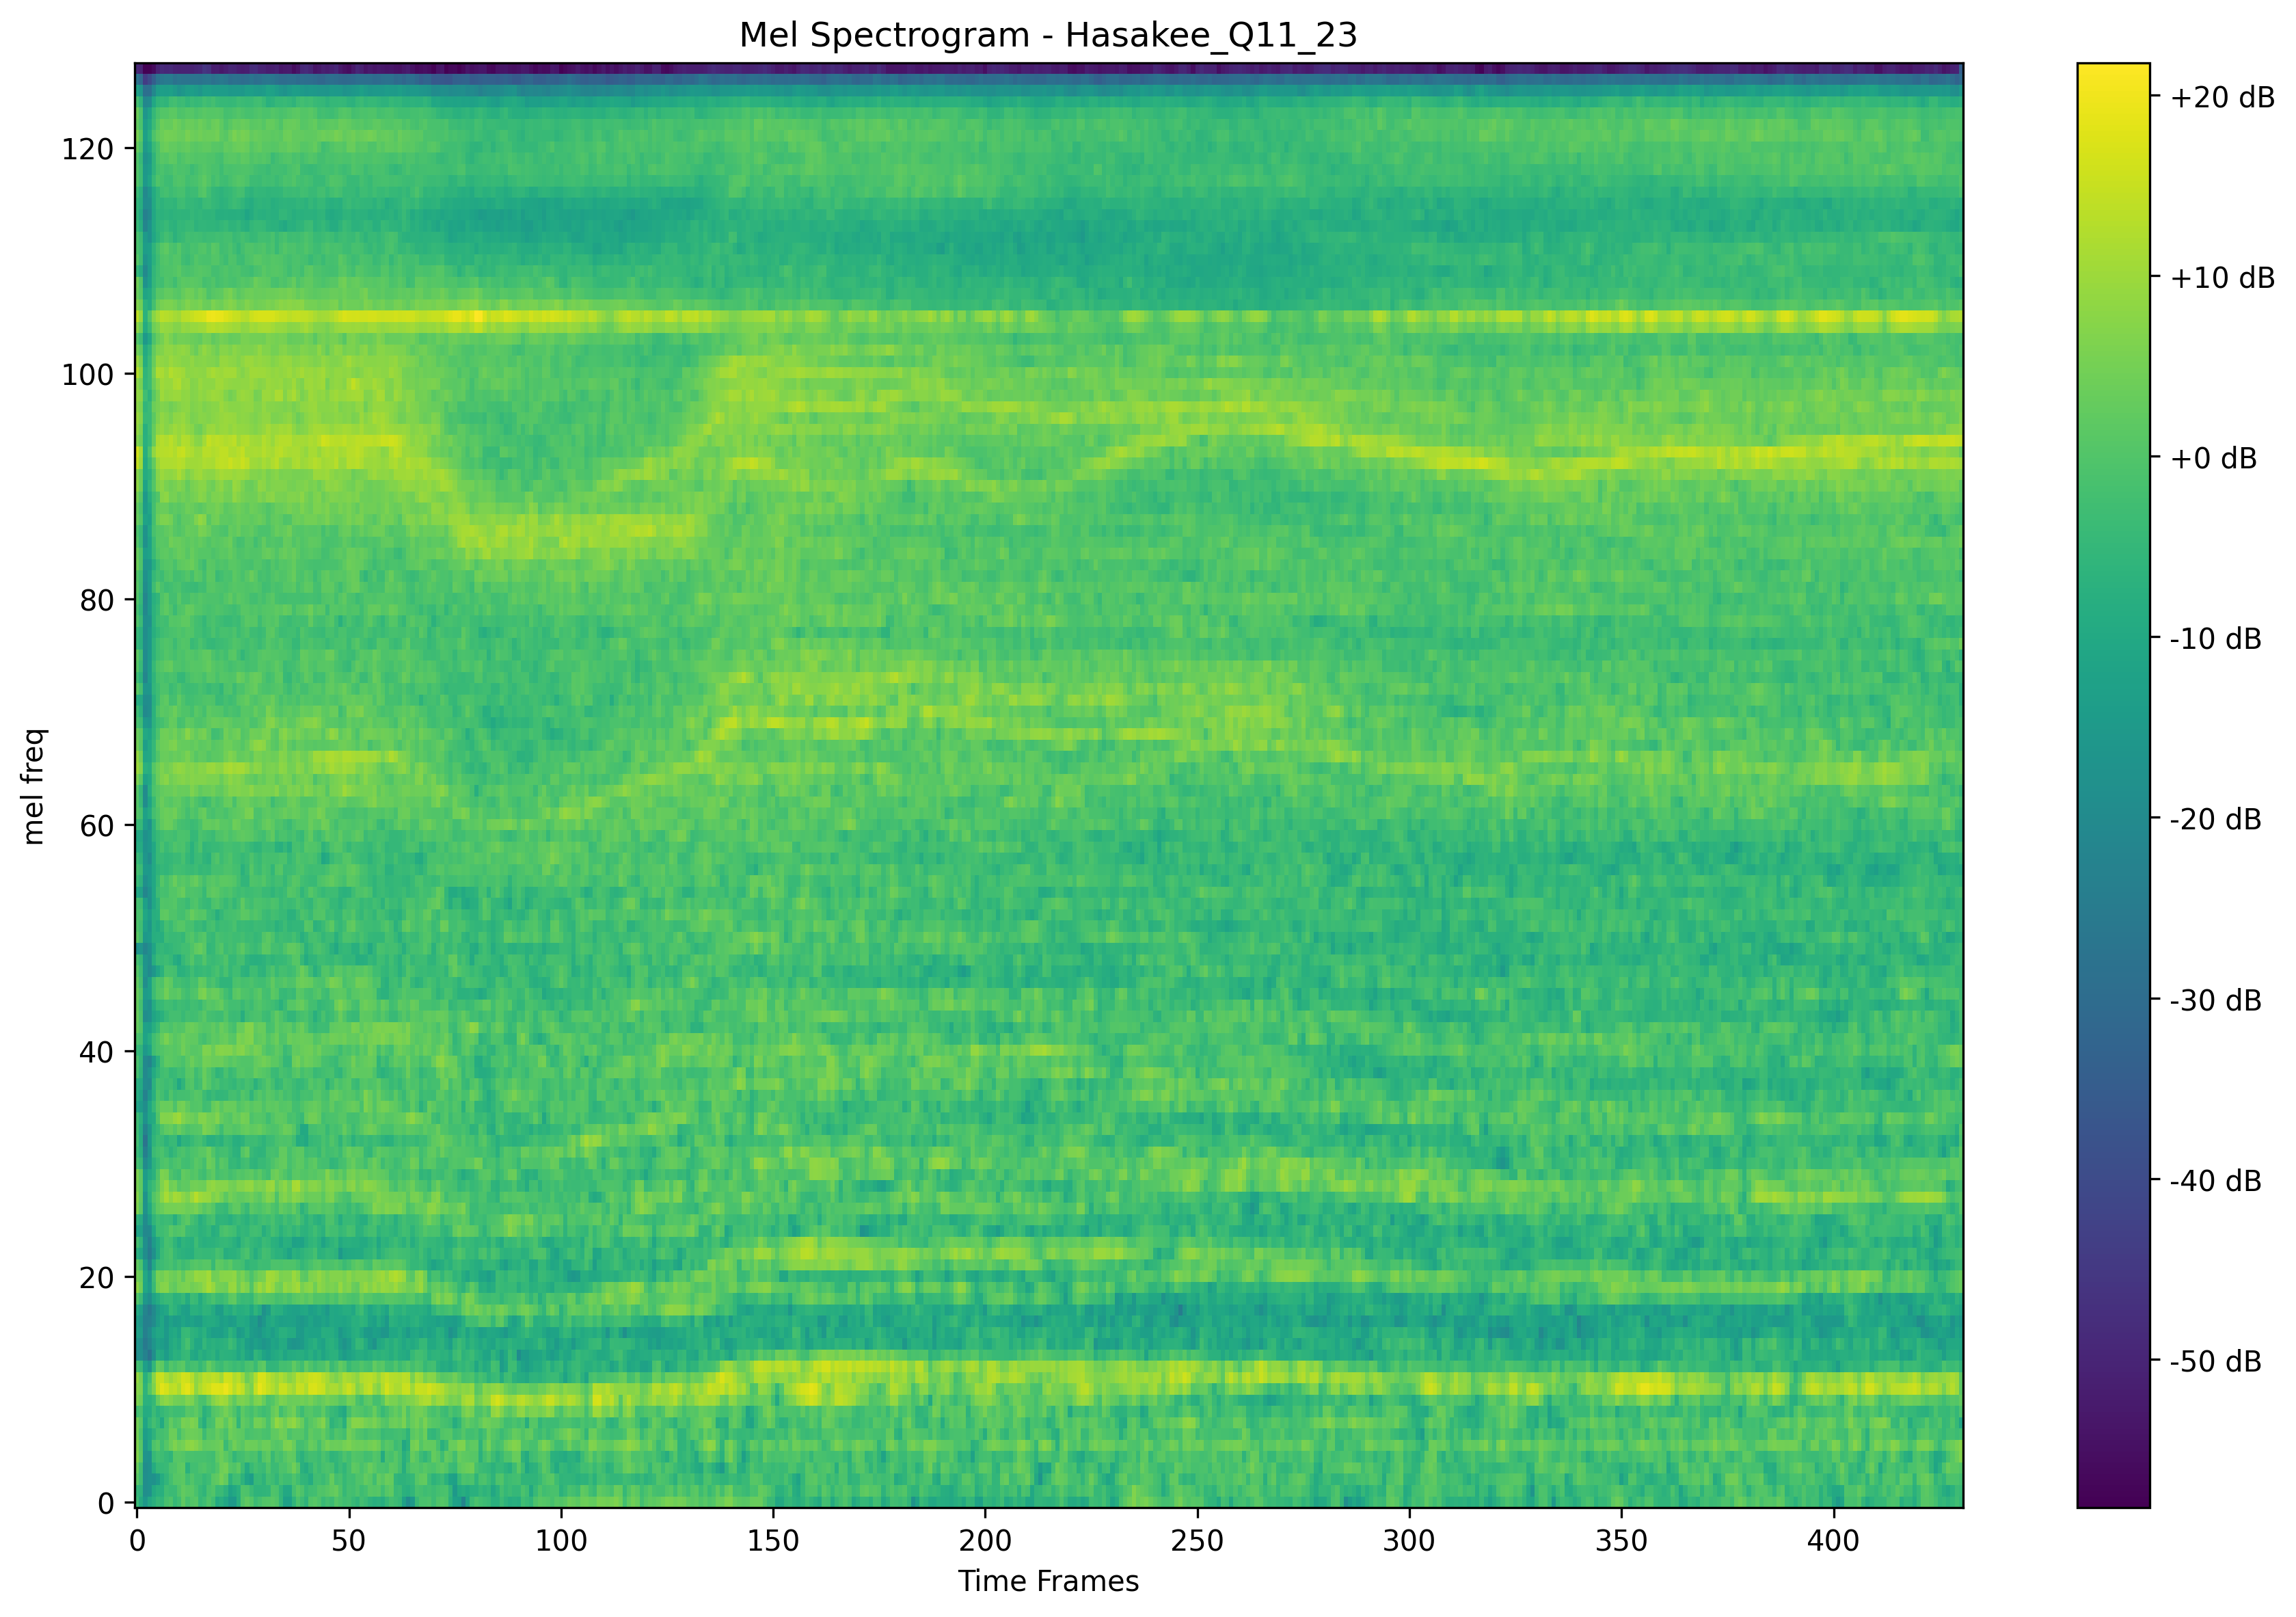 Mel Spectrogram - Hasakee_Q11_23
mel freq
120
100
80
60
40
20
0
0 50 100 150 200 250 300 350 400
Time Frames
+20 dB
+10 dB
+0 dB
-10 dB
-20 dB
-30 dB
-40 dB
-50 dB